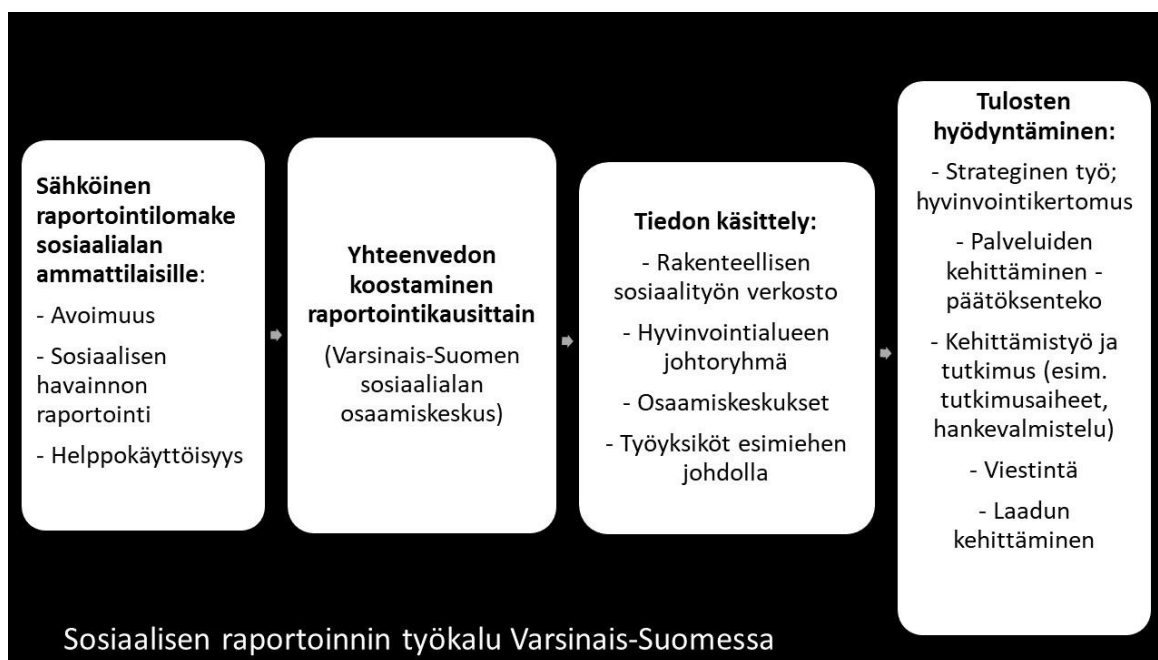 Sähköinen
raportointilomake
sosiaalialan
ammattilaisille:
- Avoimuus
- Sosiaalisen
havainnon
raportointi
- Helppokäyttöisyys
Yhteenvedon
koostaminen
raportointikausittain
(Varsinais-Suomen
sosiaalialan
osaamiskeskus)
Tiedon käsittely:
- Rakenteellisen
sosiaalityön verkosto
- Hyvinvointialueen
johtoryhmä
- Osaamiskeskukset
- Työyksiköt esimiehen
johdolla
Tulosten
hyödyntäminen:
- Strateginen työ;
hyvinvointikertomus
- Palveluiden
kehittäminen -
päätöksenteko
- Kehittämistyö ja
tutkimus (esim.
tutkimusaiheet,
hankevalmistelu)
- Viestintä
- Laadun
kehittäminen
Sosiaalisen raportoinnin työkalu Varsinais-Suomessa